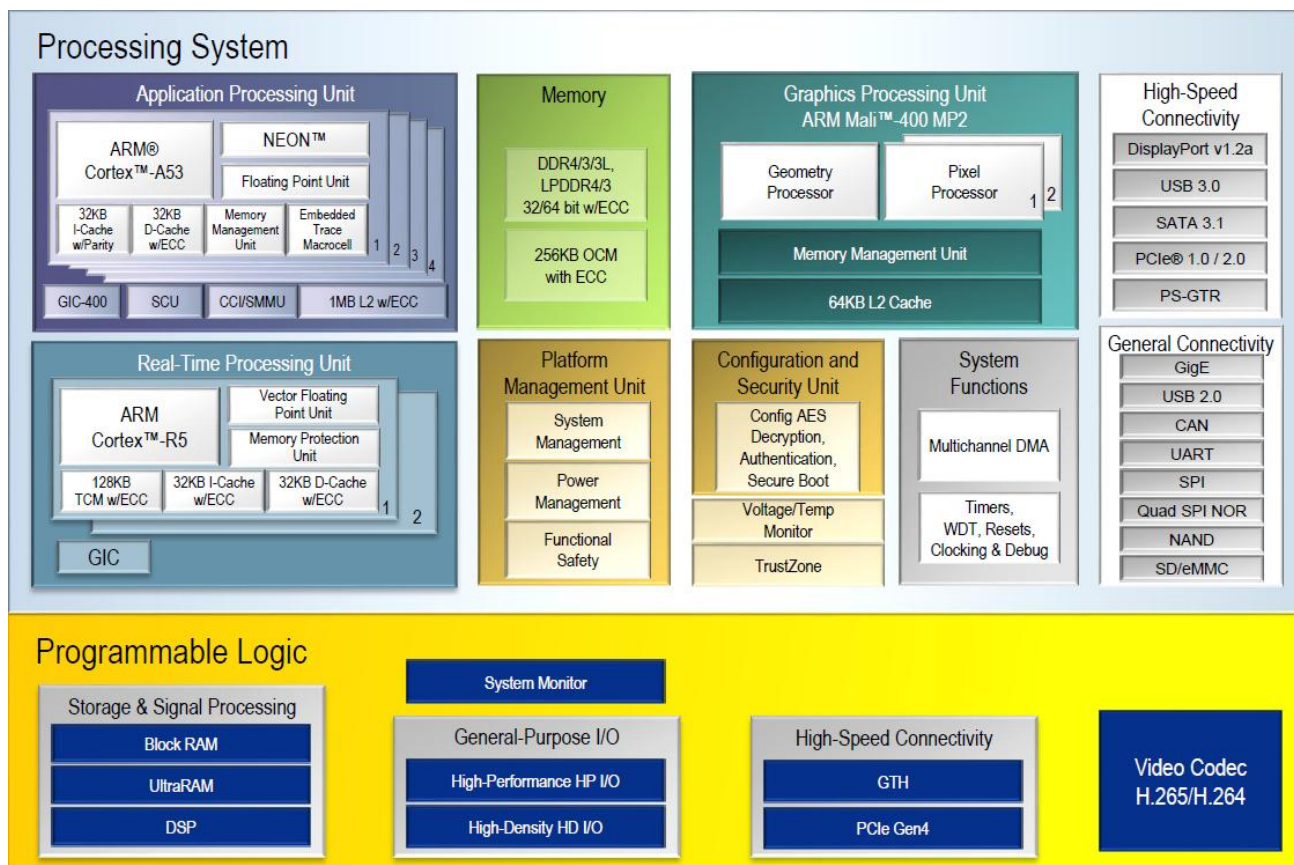 Processing System
Application Processing Unit
ARM®
Cortex™-A53
NEON™
Floating Point Unit
32KB
I-Cache
w/Parity
32KB
D-Cache
w/ECC
Memory
Management
Unit
Embedded
Trace
Macrocell
1
2
3
4
GIC-400
SCU
CCI/SMMU
1MB L2 w/ECC
Memory
DDR4/3/3L,
LPDDR4/3
32/64 bit w/ECC
256KB OCM
with ECC
Graphics Processing Unit
ARM Mali™-400 MP2
Geometry
Processor
Pixel
Processor
1
2
Memory Management Unit
64KB L2 Cache
High-Speed
Connectivity
DisplayPort v1.2a
USB 3.0
SATA 3.1
PCIe® 1.0 / 2.0
PS-GTR
Real-Time Processing Unit
ARM
Cortex™-R5
Vector Floating
Point Unit
Memory Protection
Unit
128KB
TCM w/ECC
32KB I-Cache
w/ECC
32KB D-Cache
w/ECC
1
2
GIC
Platform
Management Unit
System
Management
Power
Management
Functional
Safety
Configuration and
Security Unit
Config AES
Decryption,
Authentication,
Secure Boot
Voltage/Temp
Monitor
TrustZone
System
Functions
Multichannel DMA
Timers,
WDT, Resets,
Clocking & Debug
General Connectivity
GigE
USB 2.0
CAN
UART
SPI
Quad SPI NOR
NAND
SD/eMMC
Programmable Logic
Storage & Signal Processing
Block RAM
UltraRAM
DSP
System Monitor
General-Purpose I/O
High-Performance HP I/O
High-Density HD I/O
High-Speed Connectivity
GTH
PCIe Gen4
Video Codec
H.265/H.264